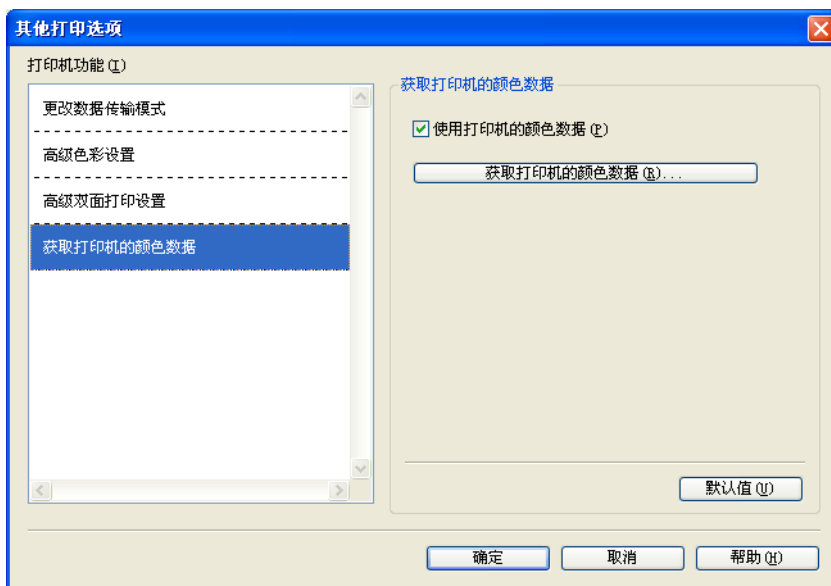 其他打印选项
打印机功能(I)
更改数据传输模式
高级色彩设置
高级双面打印设置
获取打印机的颜色数据
获取打印机的颜色数据
使用打印机的颜色数据(P)
获取打印机的颜色数据(R)...
默认值(U)
确定
取消
帮助(H)